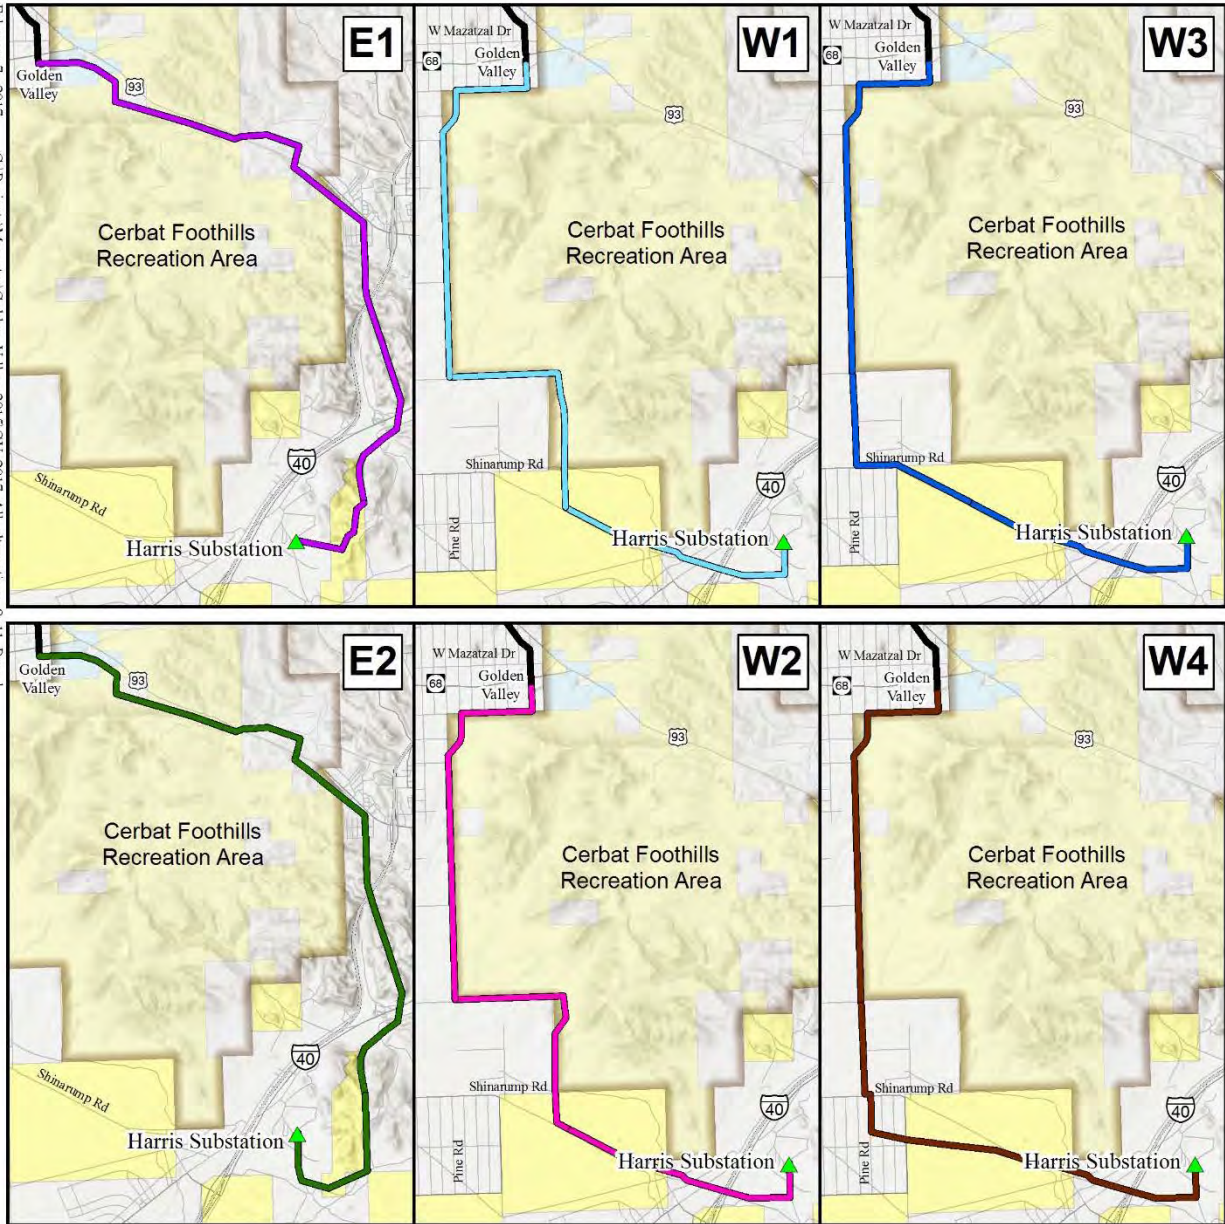 E1
Golden
Valley
93
Cerbat Foothills
Recreation Area
40
Shinarump Rd
Harris Substation
W1
W Mazatzal Dr
68
Golden
Valley
93
Cerbat Foothills
Recreation Area
Shinarump Rd
40
Pine Rd
Harris Substation
W3
W Mazatzal Dr
68
Golden
Valley
93
Cerbat Foothills
Recreation Area
Shinarump Rd
40
Pine Rd
Harris Substation
E2
Golden
Valley
93
Cerbat Foothills
Recreation Area
40
Shinarump Rd
Harris Substation
W2
W Mazatzal Dr
68
Golden
Valley
93
Cerbat Foothills
Recreation Area
Shinarump Rd
40
Pine Rd
Harris Substation
W4
W Mazatzal Dr
68
Golden
Valley
93
Cerbat Foothills
Recreation Area
Shinarump Rd
40
Pine Rd
Harris Substation